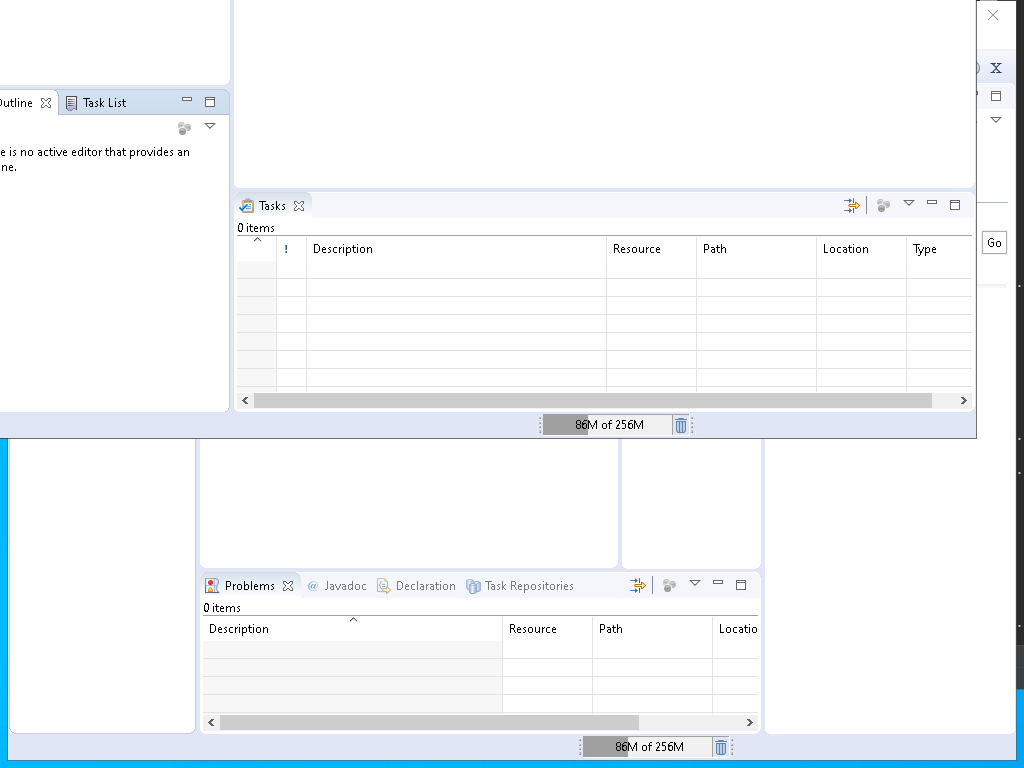 X
Outline
Task List
e is no active editor that provides an
ne.
Tasks
0 items
! Description Resource Path Location Type
Go
86M of 256M
Problems @ Javadoc Declaration Task Repositories
0 items
Description Resource Path Locatio
86M of 256M